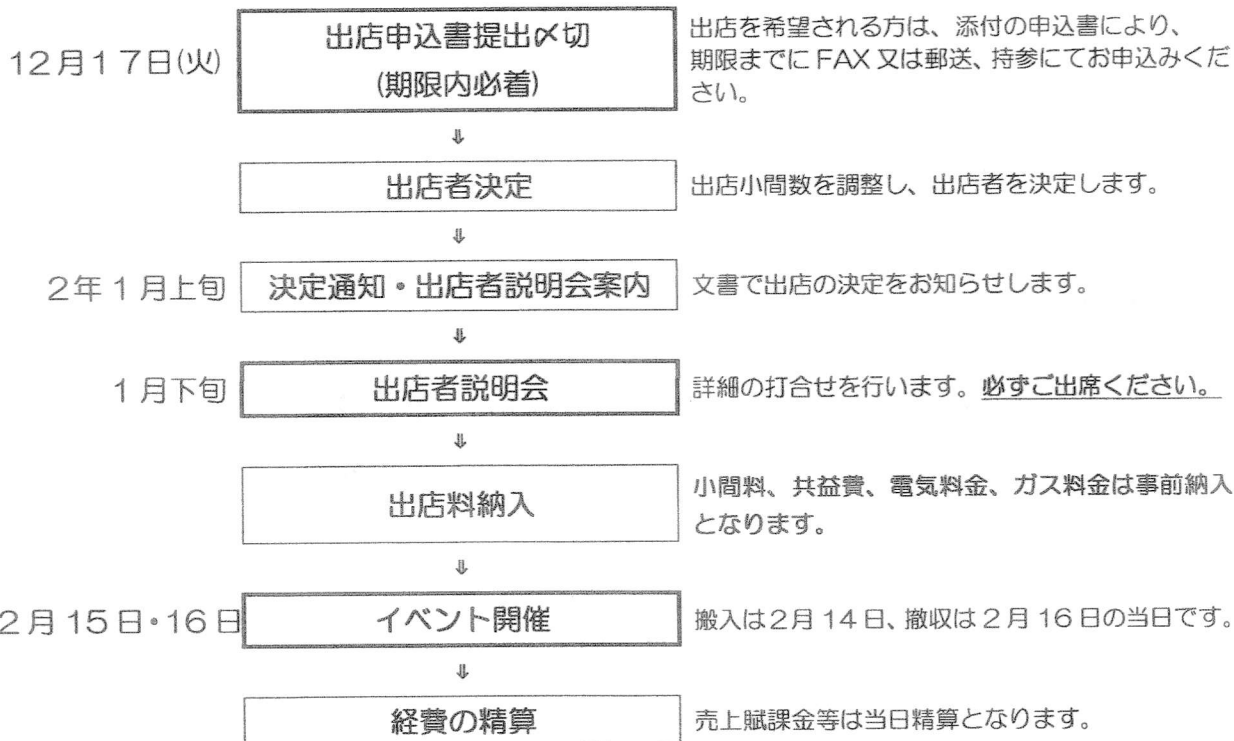 12月17日(火)
出店申込書提出〆切
(期限内必着)
出店を希望される方は、添付の申込書により、
期限までにFAX又は郵送、持参にてお申込みくだ
さい。
⇓
出店者決定
出店小間数を調整し、出店者を決定します。
⇓
2年1月上旬
決定通知・出店者説明会案内
文書で出店の決定をお知らせします。
⇓
1月下旬
出店者説明会
詳細の打合せを行います。必ずご出席ください。
⇓
出店料納入
小間料、共益費、電気料金、ガス料金は事前納入
となります。
⇓
2月15日・16日
イベント開催
搬入は2月14日、撤収は2月16日の当日です。
⇓
経費の精算
売上賦課金等は当日精算となります。